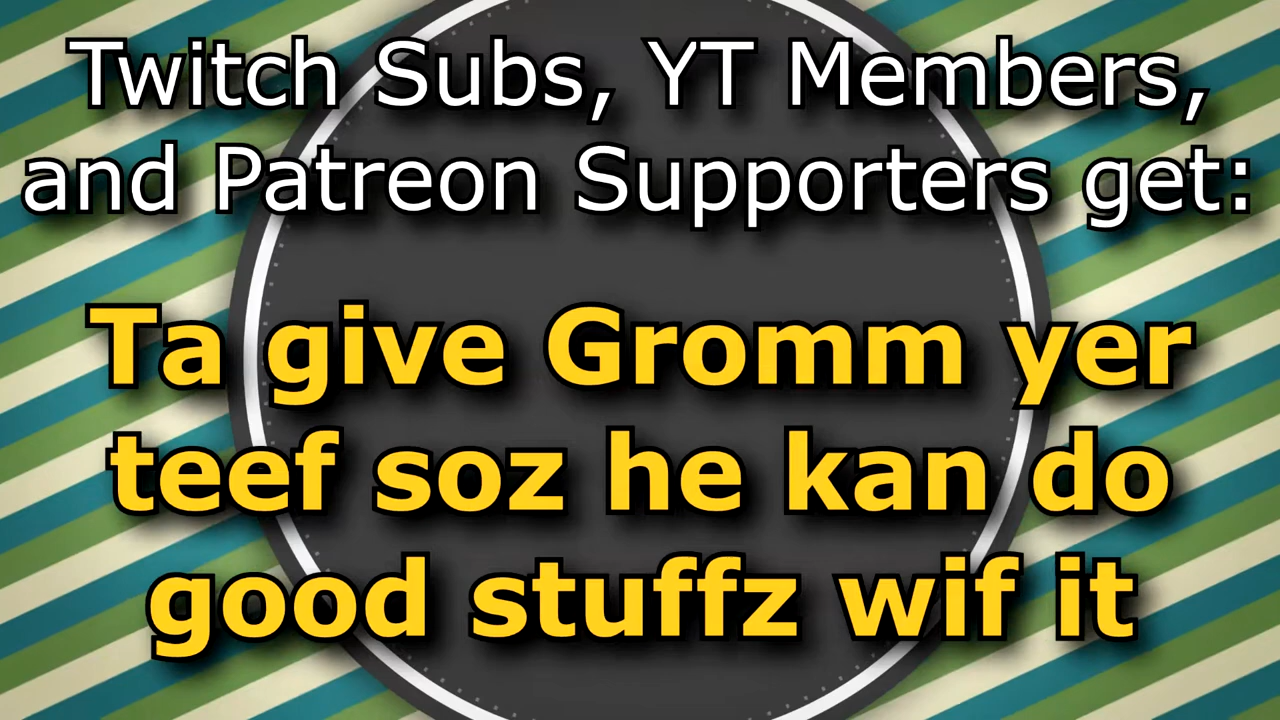 Twitch Subs, YT Members,
and Patreon Supporters get:
Ta give Gromm yer
teef soz he kan do
good stuffz wif it